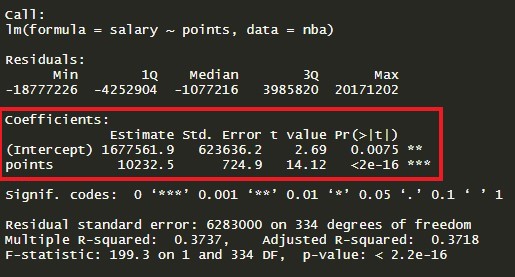 Call:
lm(formula = salary ~ points, data = nba)
Residuals:
Min 1Q Median 3Q Max
-18777226 -4252904 -1077216 3985820 20171202
Coefficients:
Estimate Std. Error t value Pr(>|t|)
(Intercept) 1677561.9 623636.2 2.69 0.0075 **
points 10232.5 724.9 14.12 <2e-16 ***
Signif. codes: 0 ‘***’ 0.001 ‘**’ 0.01 ‘*’ 0.05 ‘.’ 0.1 ‘ ’ 1
Residual standard error: 6283000 on 334 degrees of freedom
Multiple R-squared: 0.3737, Adjusted R-squared: 0.3718
F-statistic: 199.3 on 1 and 334 DF, p-value: < 2.2e-16